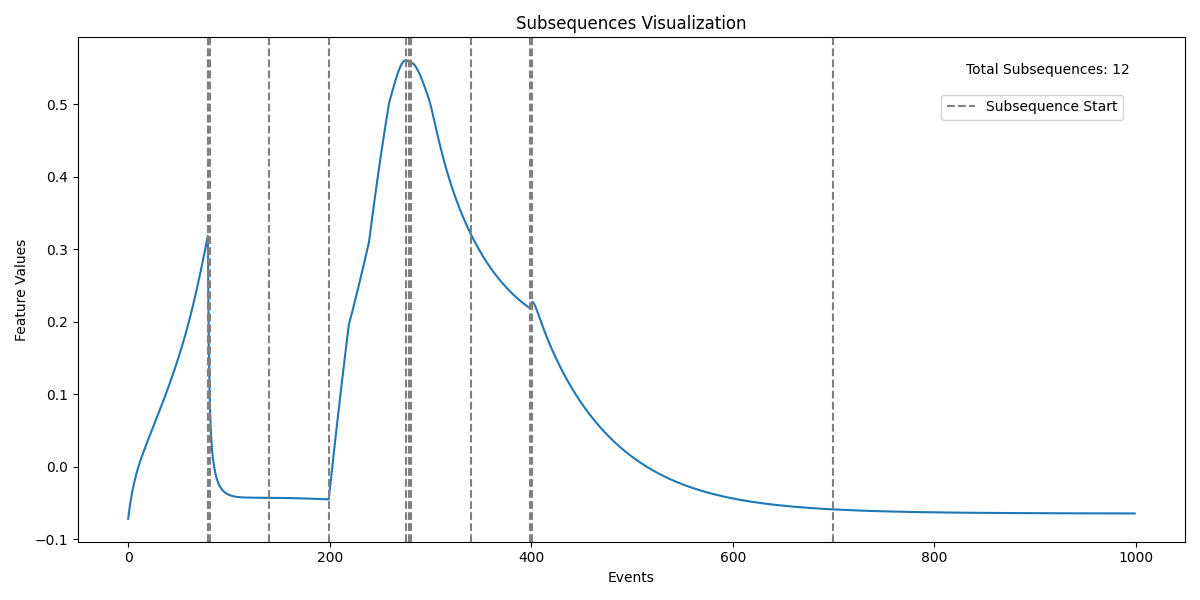 Subsequences Visualization
Total Subsequences: 12
Subsequence Start
Feature Values
0.5
0.4
0.3
0.2
0.1
0.0
−0.1
0
200
400
600
800
1000
Events